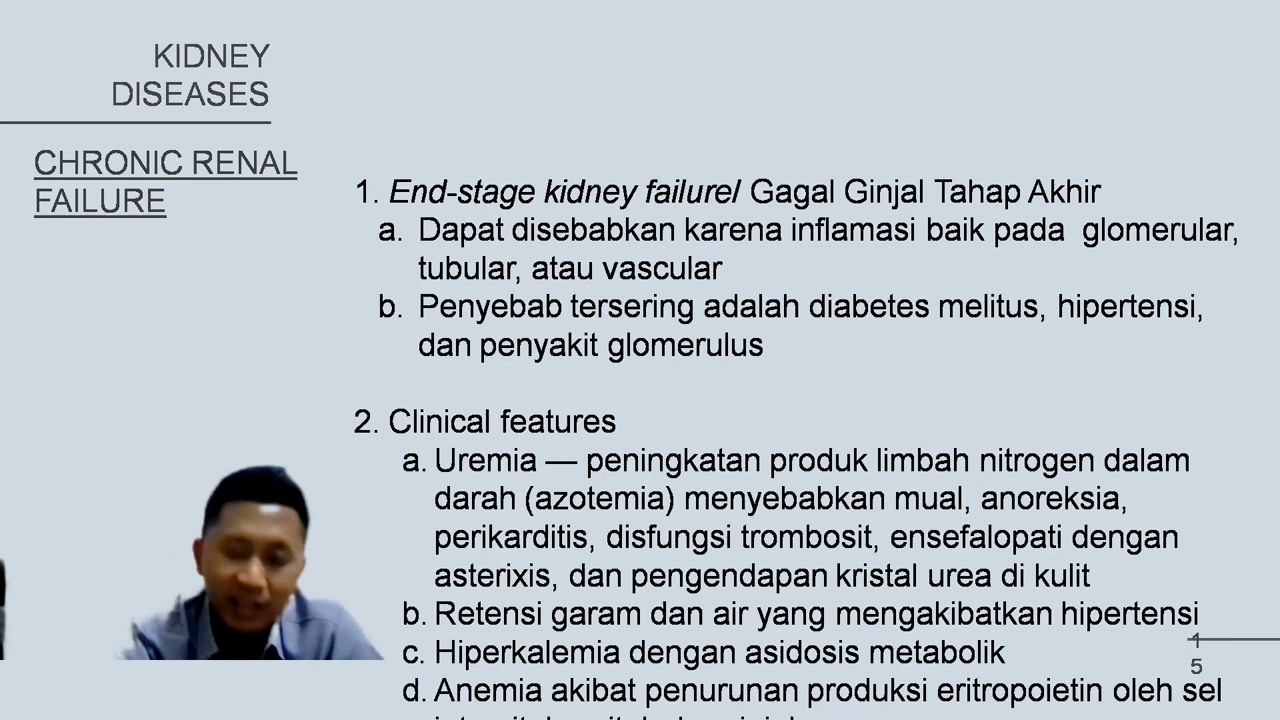 KIDNEY
DISEASES
CHRONIC RENAL
FAILURE
1. End-stage kidney failure/ Gagal Ginjal Tahap Akhir
a. Dapat disebabkan karena inflamasi baik pada glomerular,
tubular, atau vascular
b. Penyebab tersering adalah diabetes melitus, hipertensi,
dan penyakit glomerulus
2. Clinical features
a. Uremia — peningkatan produk limbah nitrogen dalam
darah (azotemia) menyebabkan mual, anoreksia,
perikarditis, disfungsi trombosit, ensefalopati dengan
asterixis, dan pengendapan kristal urea di kulit
b. Retensi garam dan air yang mengakibatkan hipertensi
c. Hiperkalemia dengan asidosis metabolik
d. Anemia akibat penurunan produksi eritropoietin oleh sel
1
5